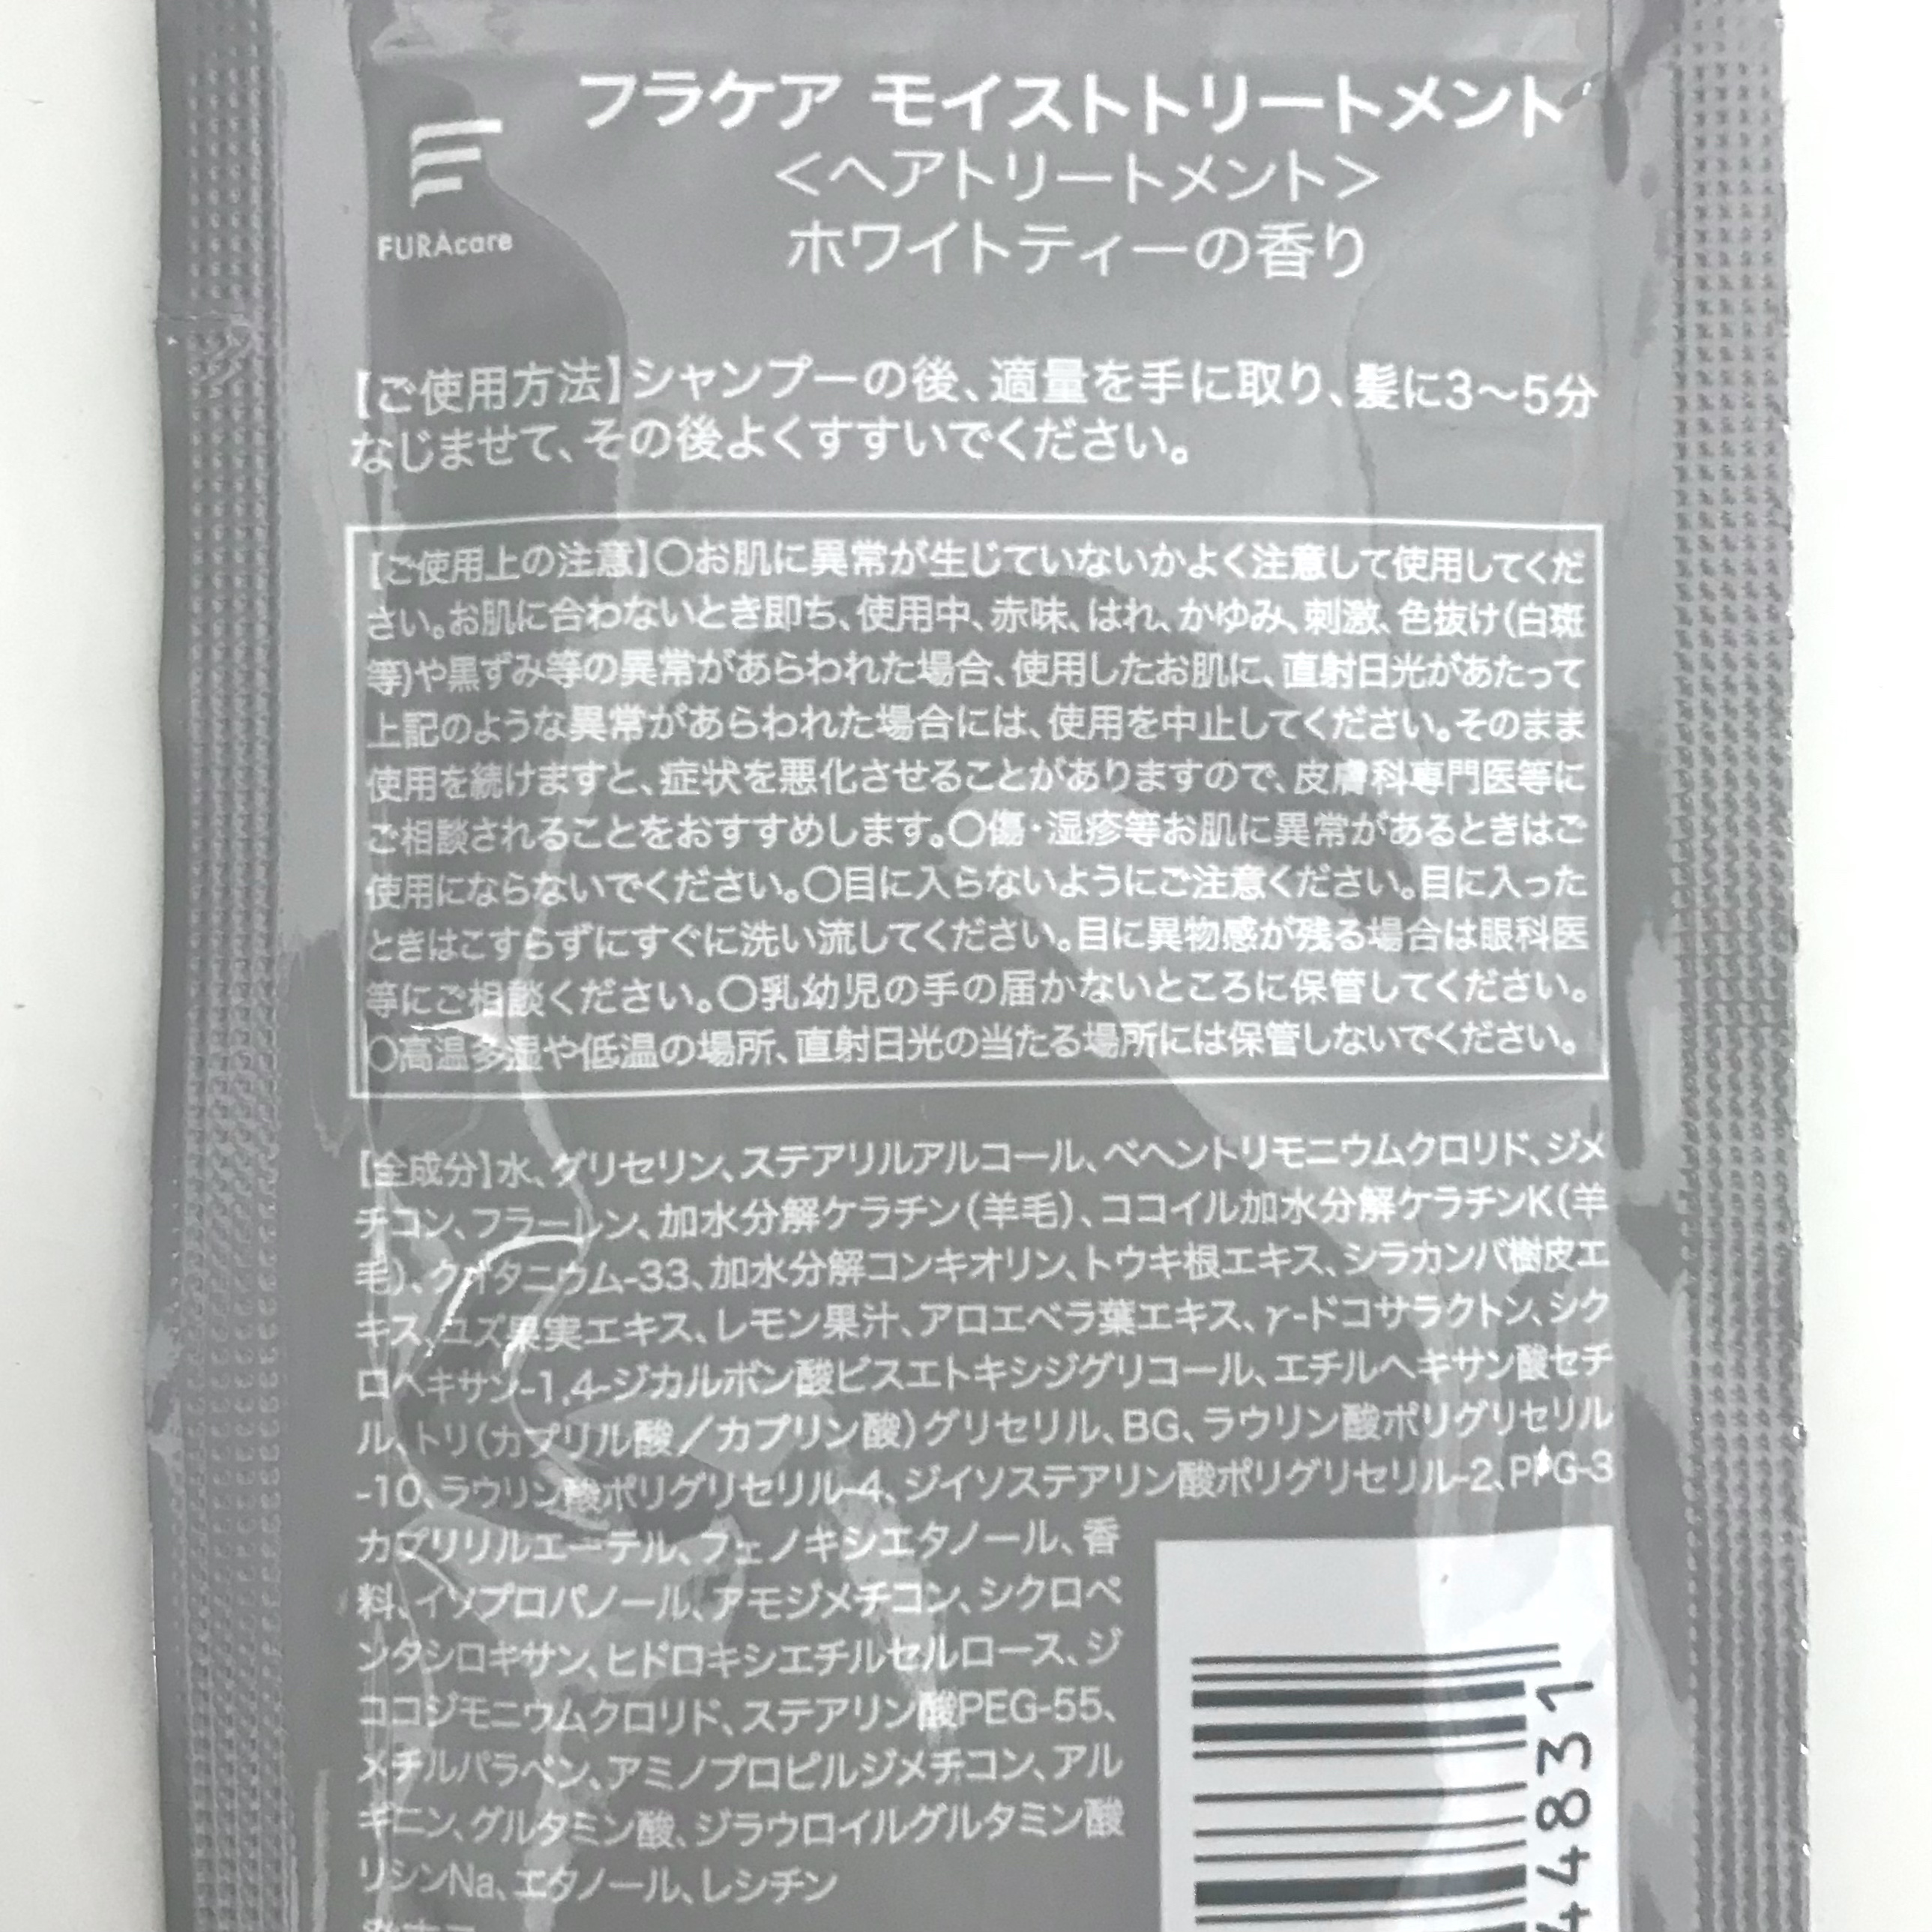 フラケア モイストトリートメント
<ヘアトリートメント>
ホワイトティーの香り
FURAcare
【ご使用方法】シャンプーの後、適量を手に取り、髪に3～5分
なじませて、その後よくすすいでください。
【ご使用上の注意】〇お肌に異常が生じていないかよく注意して使用してくだ
さい。お肌に合わないとき即ち、使用中、赤味、はれ、かゆみ、刺激、色抜け(白斑
等)や黒ずみ等の異常があらわれた場合、使用したお肌に、直射日光があたって
上記のような異常があらわれた場合には、使用を中止してください。そのまま
使用を続けますと、症状を悪化させることがありますので、皮膚科専門医等に
ご相談されることをおすすめします。〇傷・湿疹等お肌に異常があるときはご
使用にならないでください。〇目に入らないようにご注意ください。目に入った
ときはこすらずにすぐに洗い流してください。目に異物感が残る場合は眼科医
等にご相談ください。〇乳幼児の手の届かないところに保管してください。
〇高温多湿や低温の場所、直射日光の当たる場所には保管しないでください。
【全成分】水、グリセリン、ステアリルアルコール、ベヘントリモニウムクロリド、ジメ
チコン、フラーレン、加水分解ケラチン(羊毛)、ココイル加水分解ケラチンK(羊
毛)、クオタニウム-33、加水分解コンキオリン、トウキ根エキス、シラカンバ樹皮エ
キス、ユズ果実エキス、レモン果汁、アロエベラ葉エキス、γ-ドコサラクトン、シク
ロヘキサン-1,4-ジカルボン酸ビスエトキシジグリコール、エチルヘキサン酸セチ
ル、トリ(カプリル酸／カプリン酸)グリセリル、BG、ラウリン酸ポリグリセリル
-10、ラウリン酸ポリグリセリル-4、ジイソステアリン酸ポリグリセリル-2、PPG-3
カプリリルエーテル、フェノキシエタノール、香
料、イソプロパノール、アモジメチコン、シクロペ
ンタシロキサン、ヒドロキシエチルセルロース、ジ
ココジモニウムクロリド、ステアリン酸PEG-55、
メチルパラベン、アミノプロピルジメチコン、アル
ギニン、グルタミン酸、ジラウロイルグルタミン酸
リシンNa、エタノール、レシチン
44831